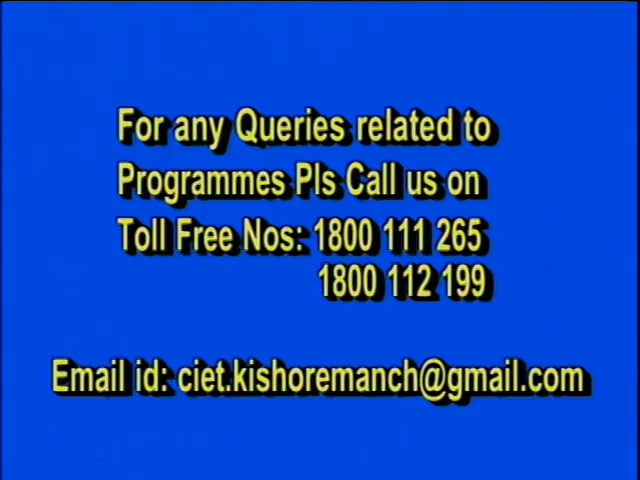 For any Queries related to
Programmes Pls Call us on
Toll Free Nos: 1800 111 265
1800 112 199
Email id: ciet.kishoremanch@gmail.com